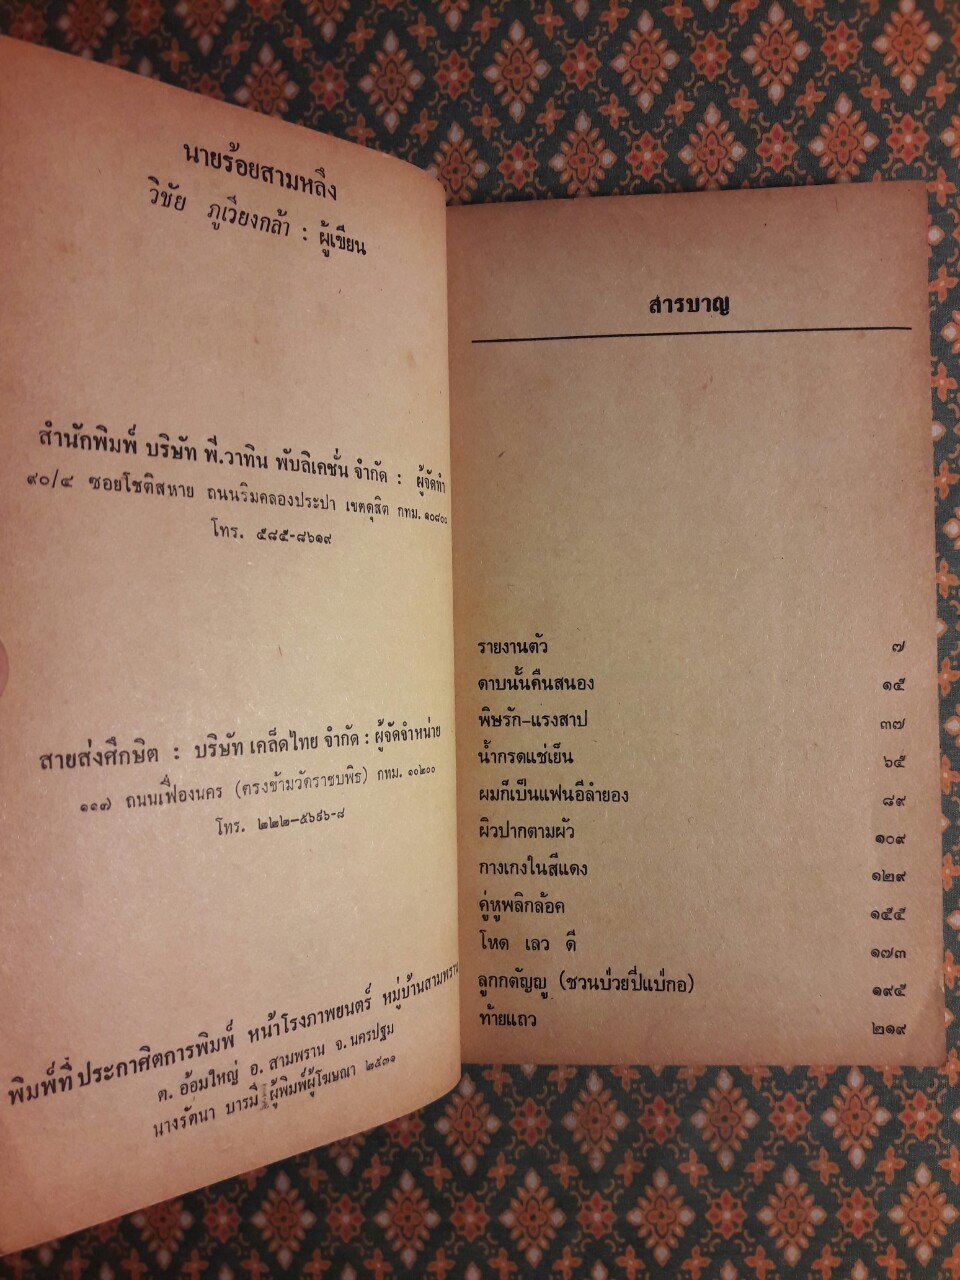 นายร้อยสามหลึ่ง
วิชัย ภูเวียงกล้า : ผู้เขียน
สำนักพิมพ์ บริษัท พี.วาทิน พับลิเคชั่น จำกัด : ผู้จัดทำ
๙๐/๔ ซอยโชติสหาย ถนนริมคลองประปา เขตดุสิต กทม. ๑๐๘๐๐
โทร. ๕๘๕-๘๖๑๙
สายส่งศึกษิต : บริษัท เคล็ดไทย จำกัด : ผู้จัดจำหน่าย
๑๑๗ ถนนเฟื่องนคร (ตรงข้ามวัดราชบพิธ) กทม. ๑๐๒๐๐
โทร. ๒๒๒-๕๖๙๖-๘
พิมพ์ที่ ประกาศิตการพิมพ์ หน้าโรงภาพยนตร์ หมู่บ้านสามพราน
ต. อ้อมใหญ่ อ. สามพราน จ. นครปฐม
นางรัตนา บารมี ผู้พิมพ์ผู้โฆษณา ๒๕๓๑
สารบาญ
รายงานตัว ๗
ดาบนั้นคืนสนอง ๑๕
พิษรัก-แรงสาป ๓๗
น้ำกรดแช่เย็น ๖๕
ผมก็เป็นแฟนอีลำยอง ๘๙
ผิวปากตามผัว ๑๐๙
กางเกงในสีแดง ๑๒๙
คู่หูพลิกล้อค ๑๕๕
โหด เลว ดี ๑๗๓
ลูกกตัญญู (ชวนป๋วยปี่แป่กอ) ๑๙๕
ท้ายแถว ๒๑๙